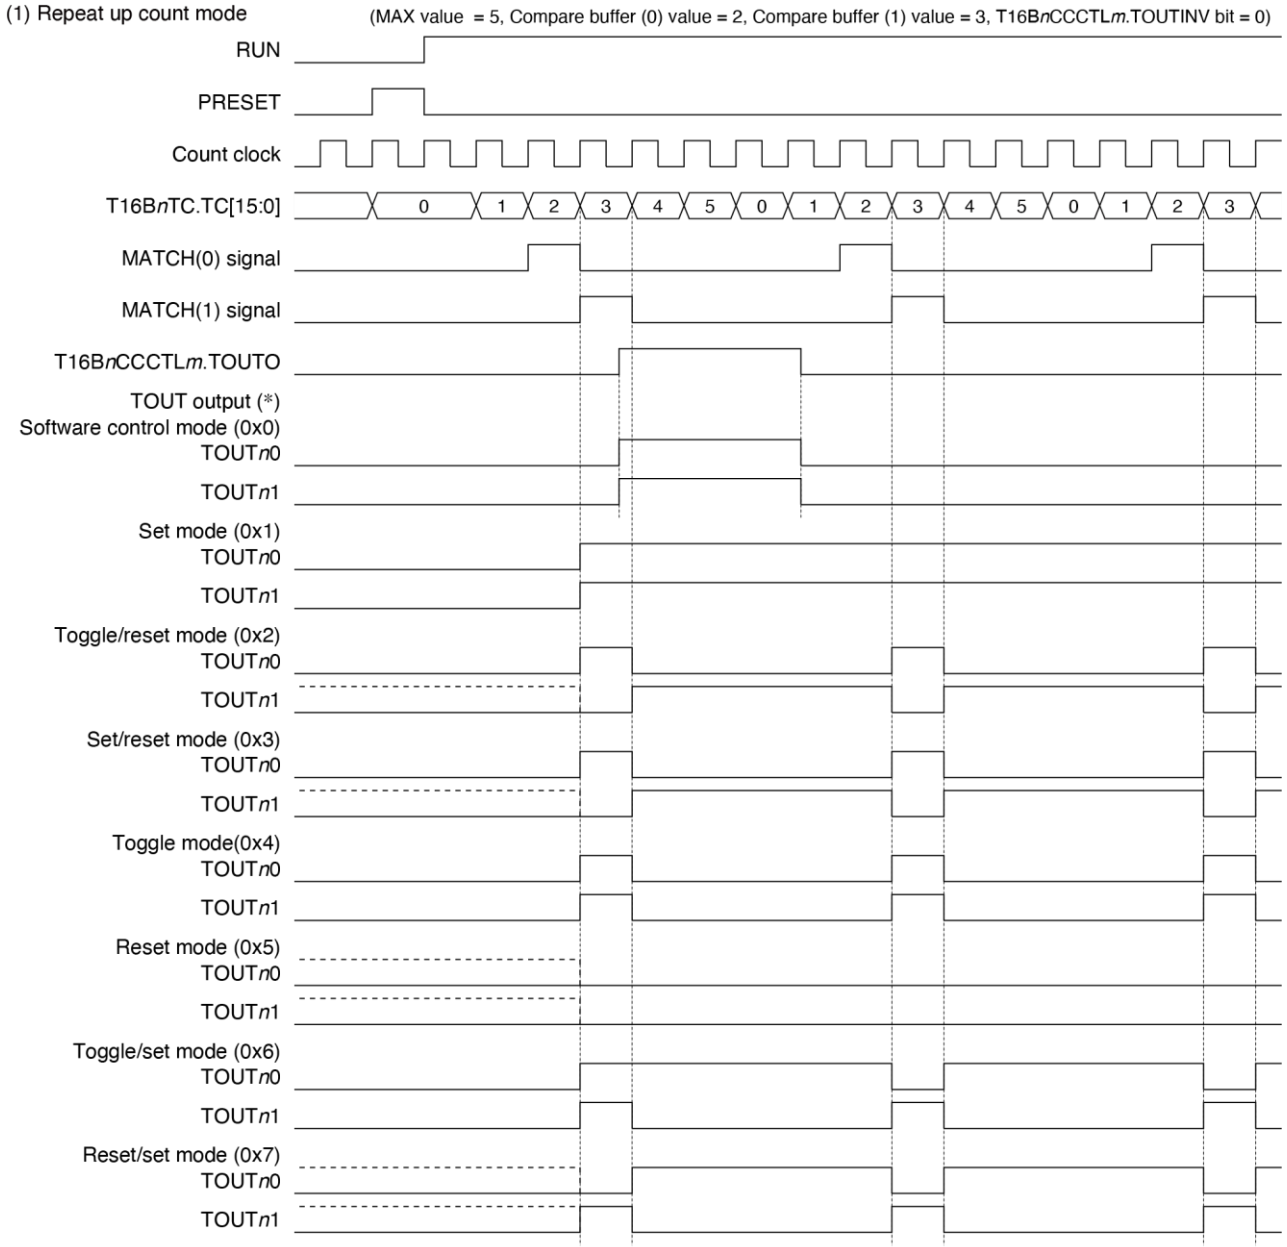 (1) Repeat up count mode (MAX value = 5, Compare buffer (0) value = 2, Compare buffer (1) value = 3, T16BnCCCTLm.TOUTINV bit = 0)
RUN
PRESET
Count clock
T16BnTC.TC[15:0] 0 1 2 3 4 5 0 1 2 3 4 5 0 1 2 3
MATCH(0) signal
MATCH(1) signal
T16BnCCCTLm.TOUTO
TOUT output (*)
Software control mode (0x0)
TOUTn0
TOUTn1
Set mode (0x1)
TOUTn0
TOUTn1
Toggle/reset mode (0x2)
TOUTn0
TOUTn1
Set/reset mode (0x3)
TOUTn0
TOUTn1
Toggle mode(0x4)
TOUTn0
TOUTn1
Reset mode (0x5)
TOUTn0
TOUTn1
Toggle/set mode (0x6)
TOUTn0
TOUTn1
Reset/set mode (0x7)
TOUTn0
TOUTn1